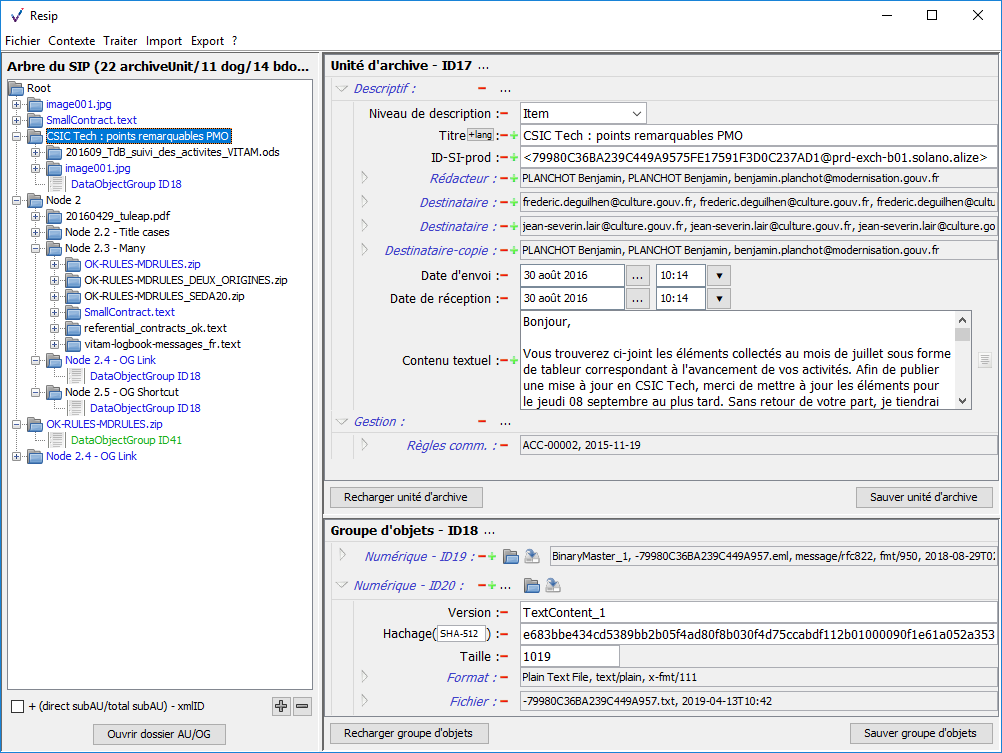 Resip
Fichier Contexte Traiter Import Export ?
Arbre du SIP (22 archiveUnit/11 dog/14 bdo...
Root
image001.jpg
SmallContract.text
CSIC Tech : points remarquables PMO
201609_TdB_suivi_des_activites_VITAM.ods
image001.jpg
DataObjectGroup ID18
Node 2
20160429_tuleap.pdf
Node 2.2 - Title cases
Node 2.3 - Many
OK-RULES-MDRULES.zip
OK-RULES-MDRULES_DEUX_ORIGINES.zip
OK-RULES-MDRULES_SEDA20.zip
SmallContract.text
referential_contracts_ok.text
vitam-logbook-messages_fr.text
Node 2.4 - OG Link
DataObjectGroup ID18
Node 2.5 - OG Shortcut
DataObjectGroup ID18
OK-RULES-MDRULES.zip
DataObjectGroup ID41
Node 2.4 - OG Link
+ (direct subAU/total subAU) - xmlID
Ouvrir dossier AU/OG
Unité d'archive - ID17 ...
Descriptif : ...
Niveau de description : Item
Titre +lang : CSIC Tech : points remarquables PMO
ID-SI-prod : <79980C36BA239C449A9575FE17591F3D0C237AD1@prd-exch-b01.solano.alize>
Rédacteur : PLANCHOT Benjamin, PLANCHOT Benjamin, benjamin.planchot@modernisation.gouv.fr
Destinataire : frederic.deguilhen@culture.gouv.fr, frederic.deguilhen@culture.gouv.fr, frederic.deguilhen@cultu
Destinataire : jean-severin.lair@culture.gouv.fr, jean-severin.lair@culture.gouv.fr, jean-severin.lair@culture.go
Destinataire-copie : PLANCHOT Benjamin, PLANCHOT Benjamin, benjamin.planchot@modernisation.gouv.fr
Date d'envoi : 30 août 2016 ... 10:14
Date de réception : 30 août 2016 ... 10:14
Contenu textuel :
Bonjour,
Vous trouverez ci-joint les éléments collectés au mois de juillet sous forme
de tableur correspondant à l'avancement de vos activités. Afin de publier
une mise à jour en CSIC Tech, merci de mettre à jour les éléments pour
le jeudi 08 septembre au plus tard. Sans retour de votre part, je tiendrai
Gestion : ...
Règles comm. : ACC-00002, 2015-11-19
Recharger unité d'archive
Sauver unité d'archive
Groupe d'objets - ID18 ...
Numérique - ID19 : BinaryMaster_1, -79980C36BA239C449A957.eml, message/rfc822, fmt/950, 2018-08-29T02
Numérique - ID20 : ...
Version : TextContent_1
Hachage( SHA-512 ) : e683bbe434cd5389bb2b05f4ad80f8b030f4d75ccabdf112b01000090f1e61a052a353
Taille : 1019
Format : Plain Text File, text/plain, x-fmt/111
Fichier : -79980C36BA239C449A957.txt, 2019-04-13T10:42
Recharger groupe d'objets
Sauver groupe d'objets